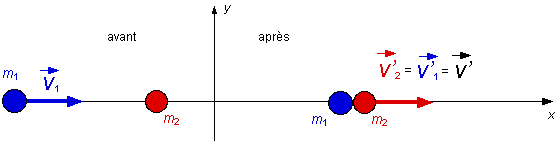 y
avant
après
m₁
v₁
m₂
m₁
m₂
v'₂ = v'₁ = v'
x